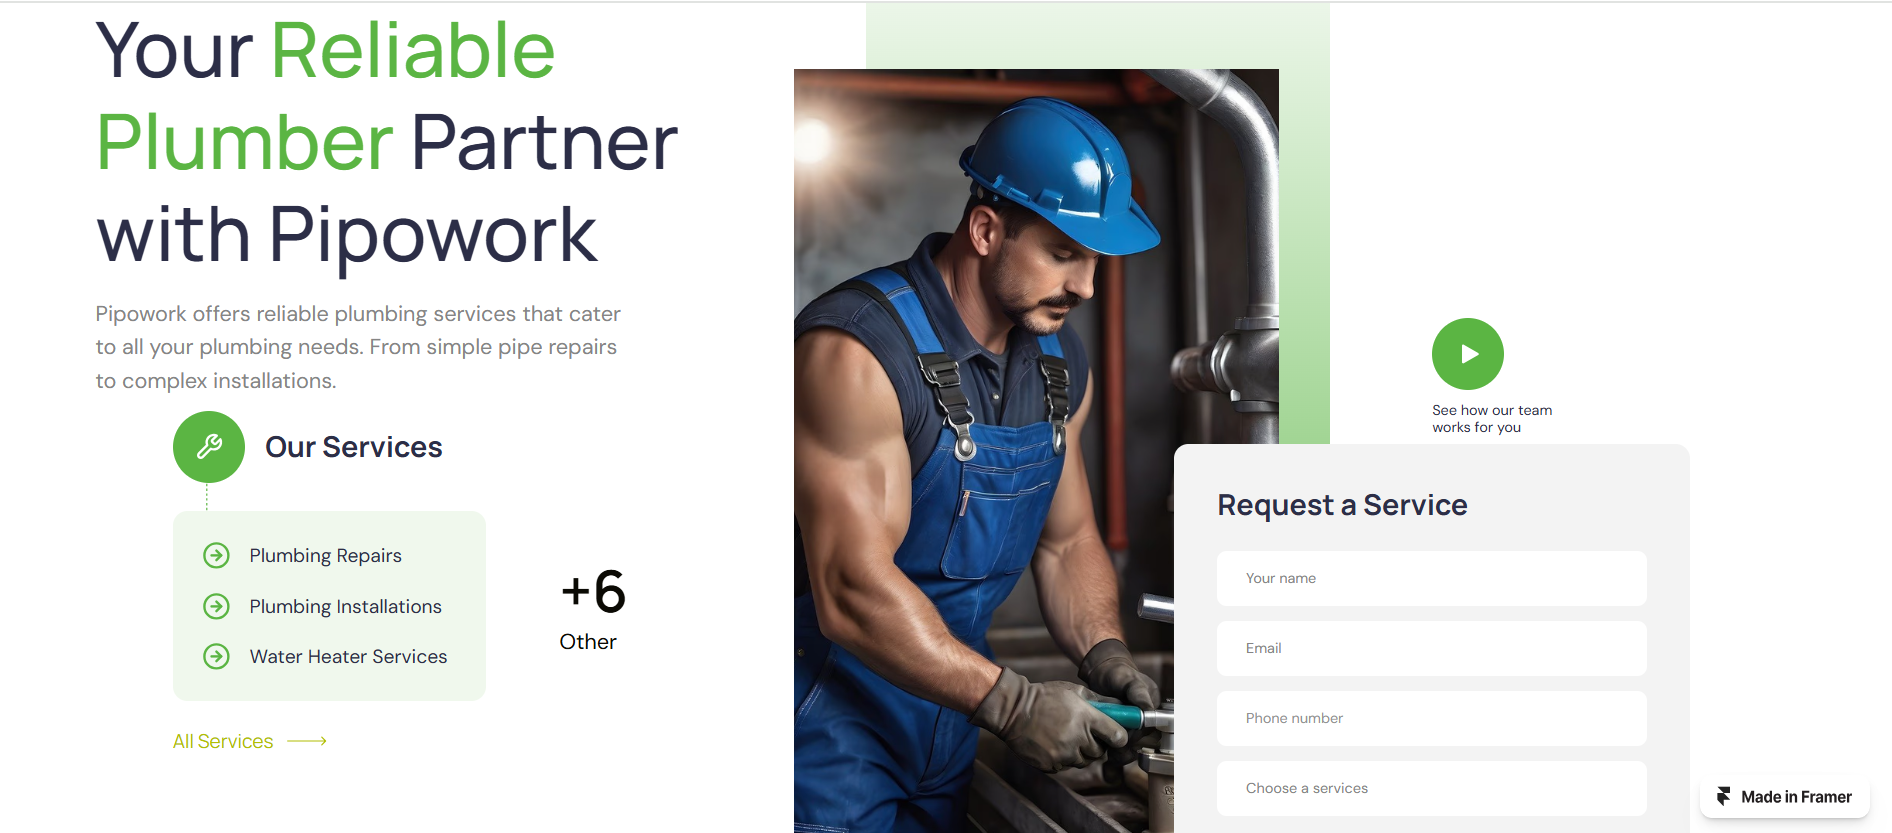 Your Reliable
Plumber Partner
with Pipowork
Pipowork offers reliable plumbing services that cater
to all your plumbing needs. From simple pipe repairs
to complex installations.
Our Services
Plumbing Repairs
Plumbing Installations
Water Heater Services
+6
Other
All Services
See how our team
works for you
Request a Service
Your name
Email
Phone number
Choose a services
Made in Framer